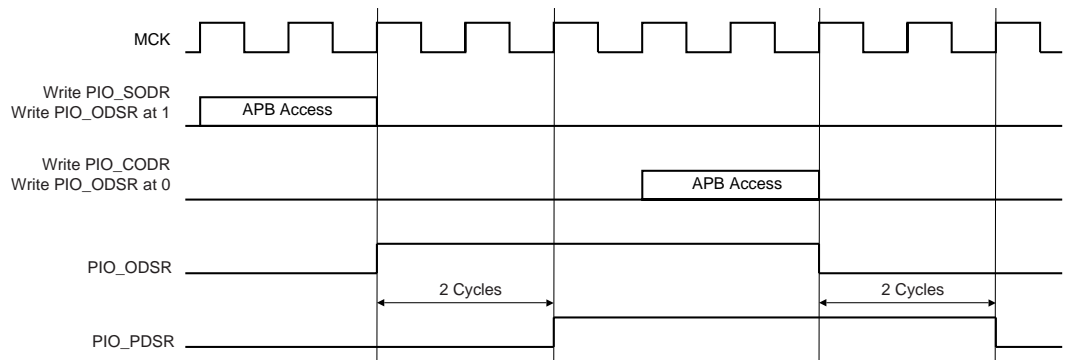 MCK
Write PIO_SODR
Write PIO_ODSR at 1
APB Access
Write PIO_CODR
Write PIO_ODSR at 0
APB Access
PIO_ODSR
2 Cycles
2 Cycles
PIO_PDSR